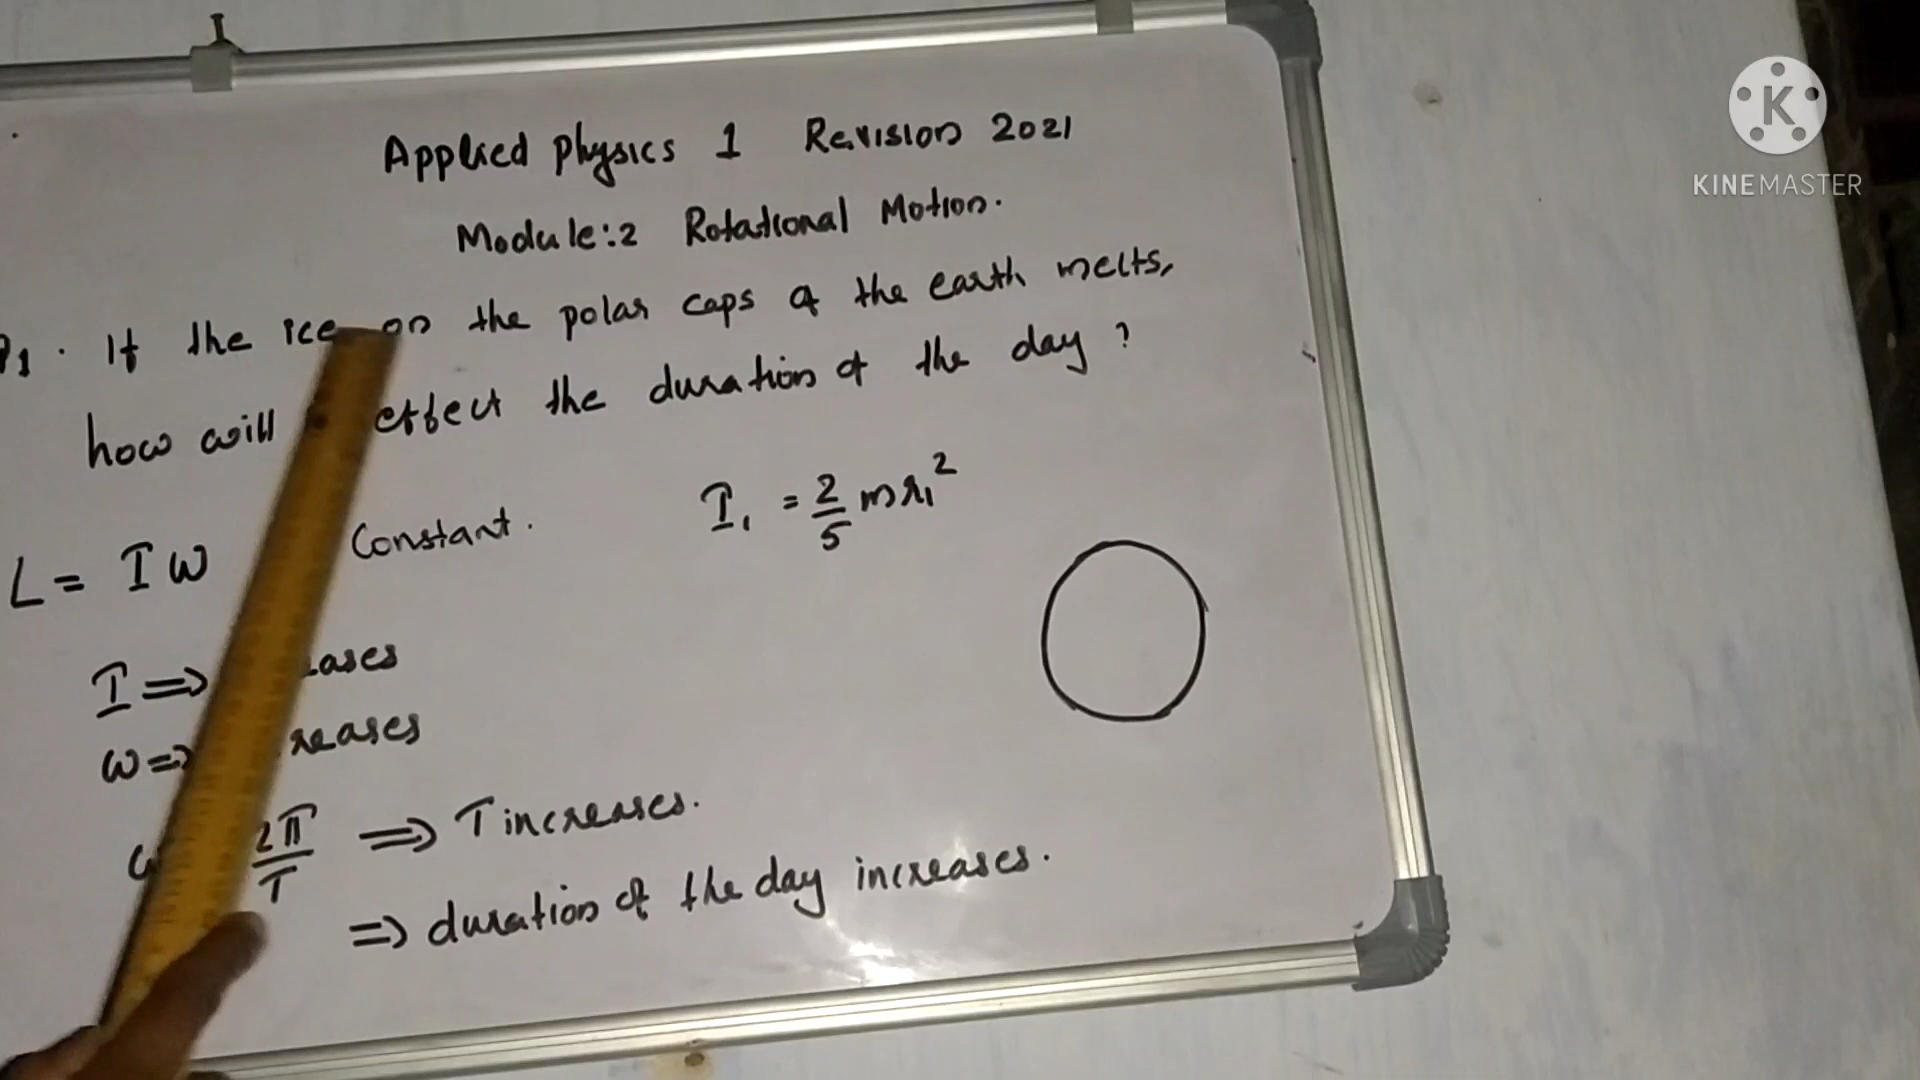 Applied Physics 1 Revision 2021
Module:2 Rotational Motion.
If the ice on the polar caps of the earth melts,
how will effect the duration of the day?
L = Iω Constant.
I₁ = 2/5 mr₁²
I ⇒
ω ⇒
2π/T ⇒ T increases.
⇒ duration of the day increases.
K
KINEMASTER